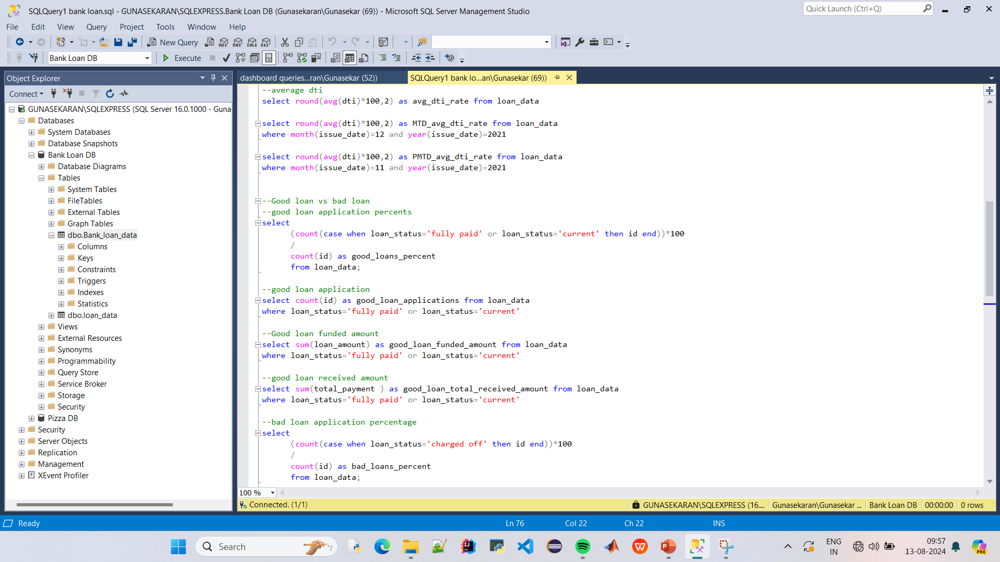 SQLQuery1 bank loan.sql - GUNASEKARAN\SQLEXPRESS.Bank Loan DB (Gunasekaran\Gunasekar (69)) - Microsoft SQL Server Management Studio
Quick Launch (Ctrl+Q)
File Edit View Query Project Tools Window Help
New Query MDX DMX XMLA DAX
Bank Loan DB Execute
Object Explorer
dashboard queries...ran\Gunasekar (52))
SQLQuery1 bank lo...an\Gunasekar (69))
Connect
GUNASEKARAN\SQLEXPRESS (SQL Server 16.0.1000 - Guna
Databases
System Databases
Database Snapshots
Bank Loan DB
Database Diagrams
Tables
System Tables
FileTables
External Tables
Graph Tables
dbo.Bank_loan_data
Columns
Keys
Constraints
Triggers
Indexes
Statistics
dbo.loan_data
Views
External Resources
Synonyms
Programmability
Query Store
Service Broker
Storage
Security
Pizza DB
Security
Server Objects
Replication
Management
XEvent Profiler
--average dti
select round(avg(dti)*100,2) as avg_dti_rate from loan_data
select round(avg(dti)*100,2) as MTD_avg_dti_rate from loan_data
where month(issue_date)=12 and year(issue_date)=2021
select round(avg(dti)*100,2) as PMTD_avg_dti_rate from loan_data
where month(issue_date)=11 and year(issue_date)=2021
--Good loan vs bad loan
--good loan application percents
select
(count(case when loan_status='fully paid' or loan_status='current' then id end))*100
/
count(id) as good_loans_percent
from loan_data;
--good loan application
select count(id) as good_loan_applications from loan_data
where loan_status='fully paid' or loan_status='current'
--Good loan funded amount
select sum(loan_amount) as good_loan_funded_amount from loan_data
where loan_status='fully paid' or loan_status='current'
--good loan received amount
select sum(total_payment ) as good_loan_total_received_amount from loan_data
where loan_status='fully paid' or loan_status='current'
--bad loan application percentage
select
(count(case when loan_status='charged off' then id end))*100
/
count(id) as bad_loans_percent
from loan_data;
100 %
Connected. (1/1) GUNASEKARAN\SQLEXPRESS (16.... Gunasekaran\Gunasekar ... Bank Loan DB 00:00:00 0 rows
Ready Ln 76 Col 22 Ch 22 INS
Search
ENG
IN
09:57
13-08-2024
PRE